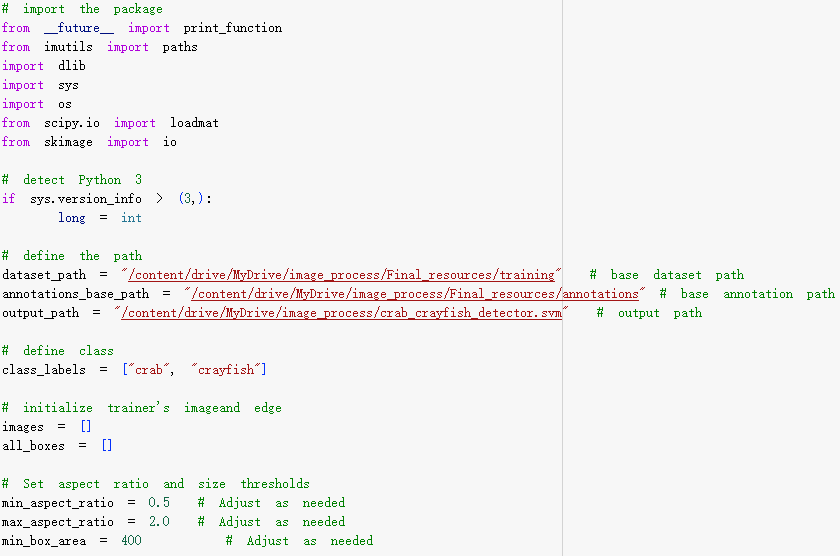 # import the package
from __future__ import print_function
from imutils import paths
import dlib
import sys
import os
from scipy.io import loadmat
from skimage import io
# detect Python 3
if sys.version_info > (3,):
long = int
# define the path
dataset_path = "/content/drive/MyDrive/image_process/Final_resources/training" # base dataset path
annotations_base_path = "/content/drive/MyDrive/image_process/Final_resources/annotations" # base annotation path
output_path = "/content/drive/MyDrive/image_process/crab_crayfish_detector.svm" # output path
# define class
class_labels = ["crab", "crayfish"]
# initialize trainer's imageand edge
images = []
all_boxes = []
# Set aspect ratio and size thresholds
min_aspect_ratio = 0.5 # Adjust as needed
max_aspect_ratio = 2.0 # Adjust as needed
min_box_area = 400 # Adjust as needed